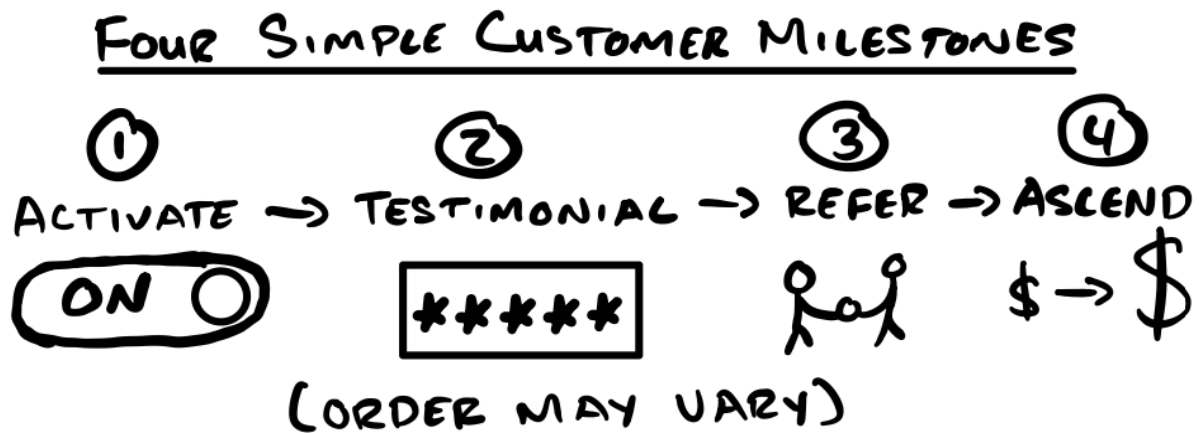 FOUR SIMPLE CUSTOMER MILESTONES
1 2 3 4
ACTIVATE → TESTIMONIAL → REFER → ASCEND
ON ***** $ → $
(ORDER MAY VARY)